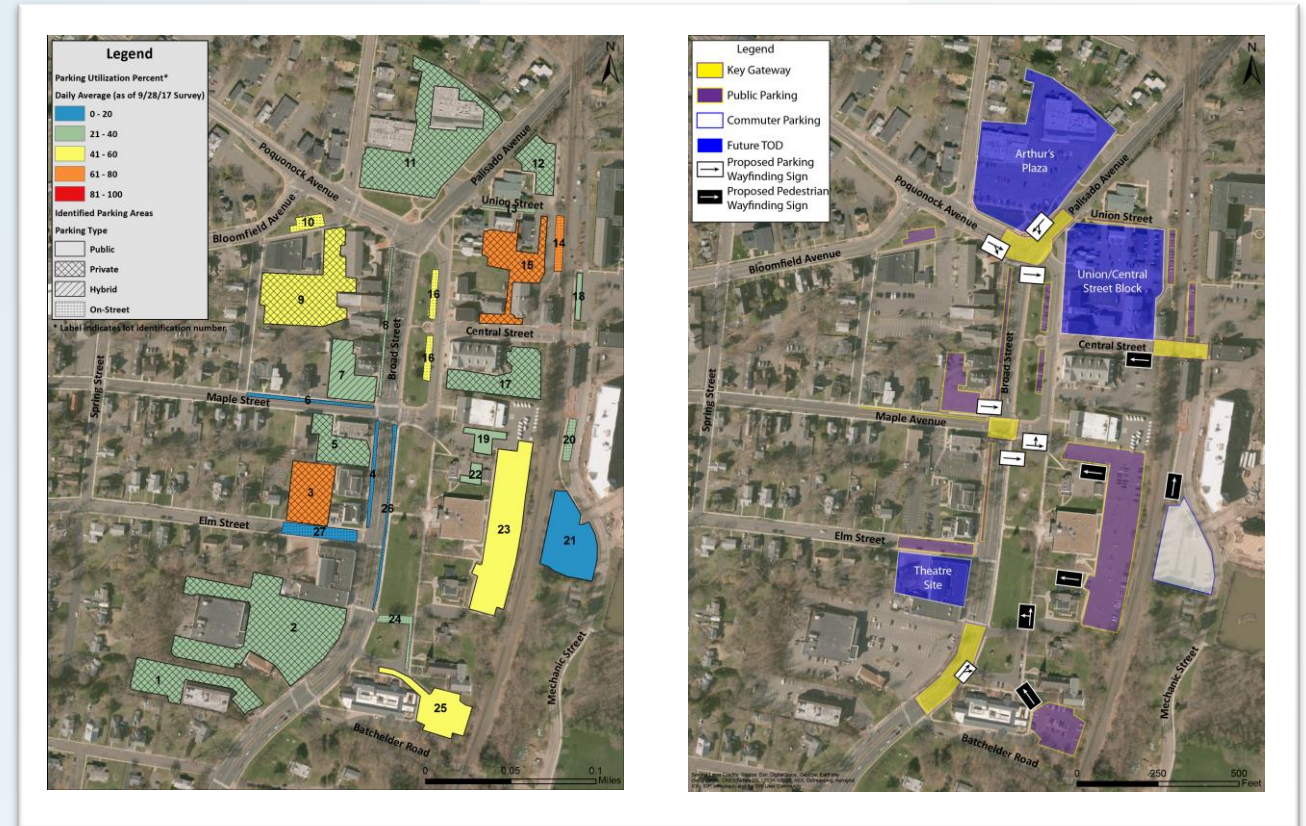 Legend
Parking Utilization Percent*
Daily Average (as of 9/28/17 Survey)
0 - 20
21 - 40
41 - 60
61 - 80
81 - 100
Identified Parking Areas
Parking Type
Public
Private
Hybrid
On-Street
* Label indicates lot identification number.
N
Poquonock Avenue
11
Palisado Avenue
12
Union Street
13
10
Bloomfield Avenue
14
15
9
16
18
8
Broad Street
Central Street
16
7
17
Spring Street
6
Maple Street
5
19
20
4
22
3
26
23
Elm Street
27
21
2
24
1
25
Mechanic Street
Batchelder Road
0
0.05
0.1
Miles
Legend
Key Gateway
Public Parking
Commuter Parking
Future TOD
Proposed Parking
Wayfinding Sign
Proposed Pedestrian
Wayfinding Sign
N
Arthur's
Plaza
Poquonock Avenue
Palisado Avenue
Union Street
Bloomfield Avenue
Union/Central
Street Block
Central Street
Broad Street
Spring Street
Maple Avenue
Elm Street
Theatre
Site
Mechanic Street
Batchelder Road
0
250
500
Feet